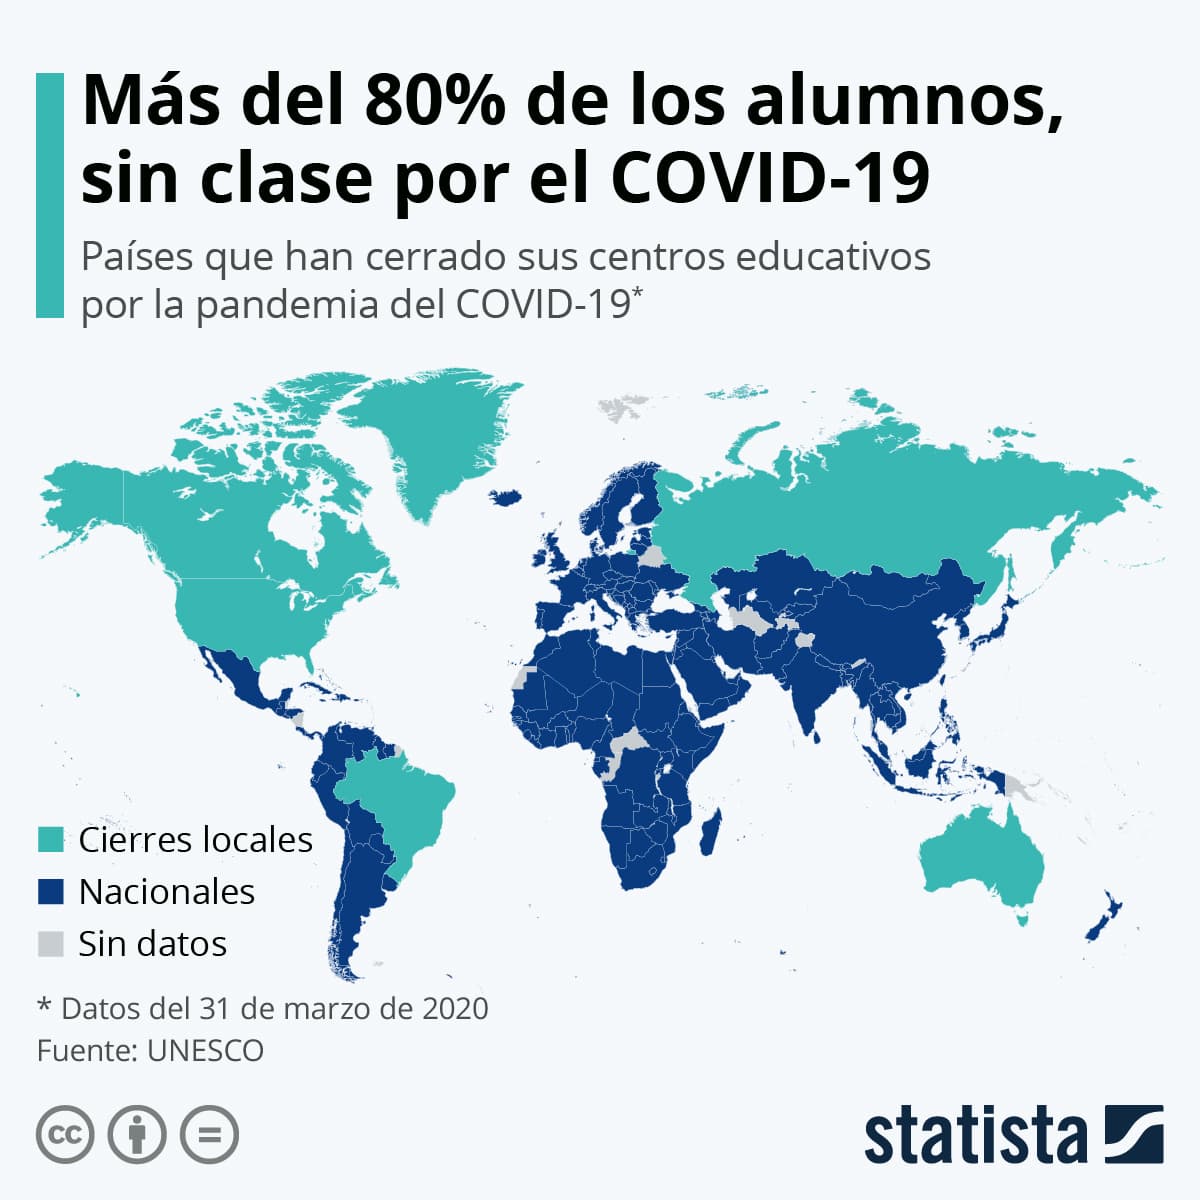 Más del 80% de los alumnos,
sin clase por el COVID-19
Países que han cerrado sus centros educativos
por la pandemia del COVID-19*
Cierres locales
Nacionales
Sin datos
* Datos del 31 de marzo de 2020
Fuente: UNESCO
cc
statista